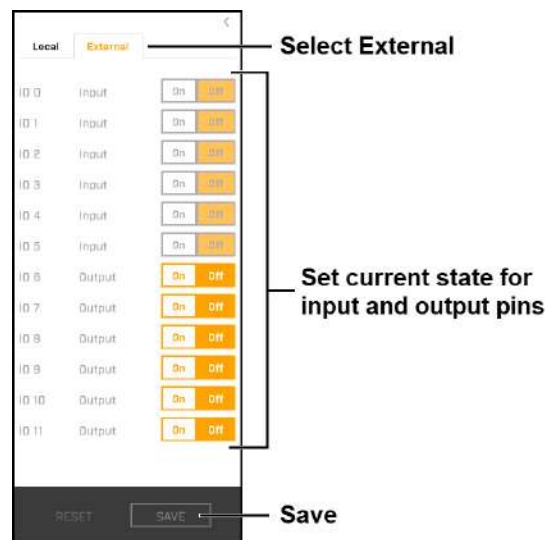 <
Local External
Select External
IO 0 Input On Off
IO 1 Input On Off
IO 2 Input On Off
IO 3 Input On Off
IO 4 Input On Off
IO 5 Input On Off
IO 6 Output On Off
Set current state for
input and output pins
IO 7 Output On Off
IO 8 Output On Off
IO 9 Output On Off
IO 10 Output On Off
IO 11 Output On Off
RESET SAVE
Save